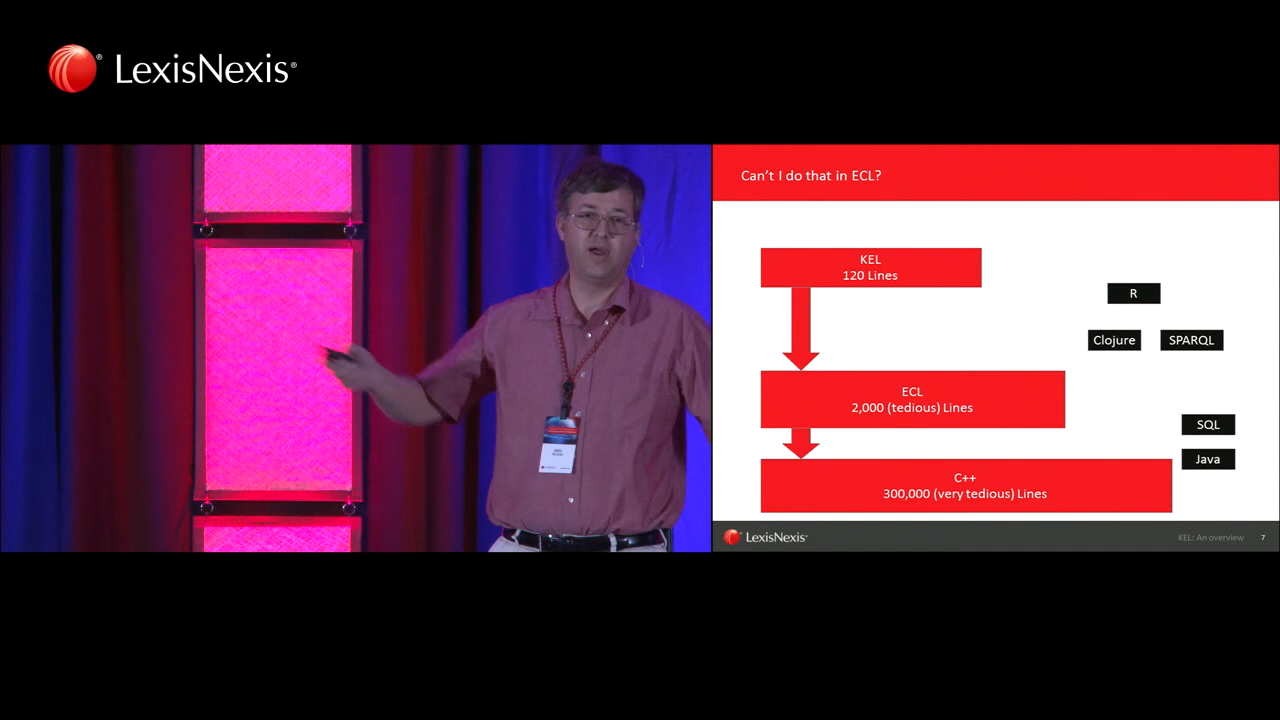 LexisNexis®
Can't I do that in ECL?
KEL
120 Lines
R
Clojure
SPARQL
ECL
2,000 (tedious) Lines
SQL
Java
C++
300,000 (very tedious) Lines
LexisNexis®
KEL: An overview
7